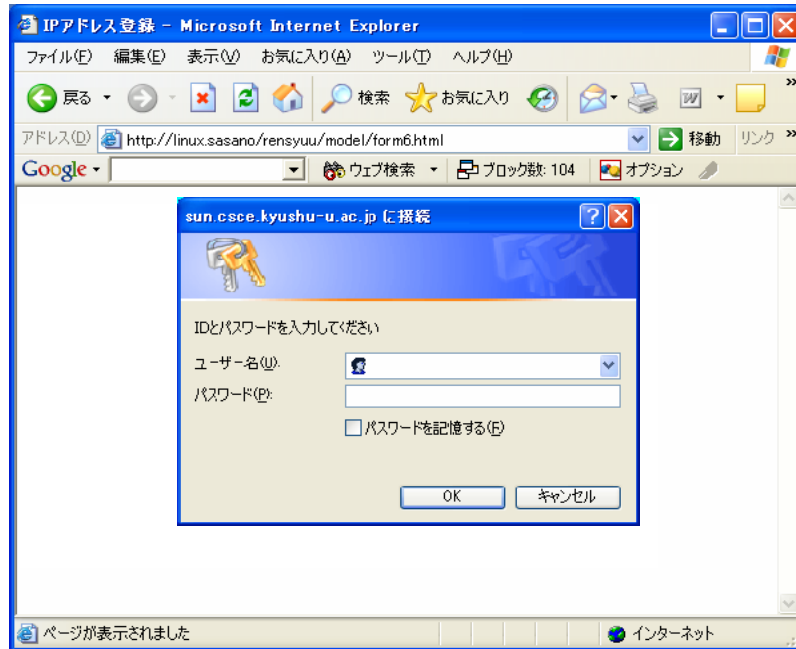 IPアドレス登録 - Microsoft Internet Explorer
ファイル(F) 編集(E) 表示(V) お気に入り(A) ツール(T) ヘルプ(H)
戻る 検索 お気に入り »
アドレス(D) http://linux.sasano/rensyuu/model/form6.html 移動 リンク »
Google ウェブ検索 ブロック数: 104 オプション
sun.csce.kyushu-u.ac.jp に接続
IDとパスワードを入力してください
ユーザー名(U):
パスワード(P):
パスワードを記憶する(F)
OK キャンセル
ページが表示されました インターネット